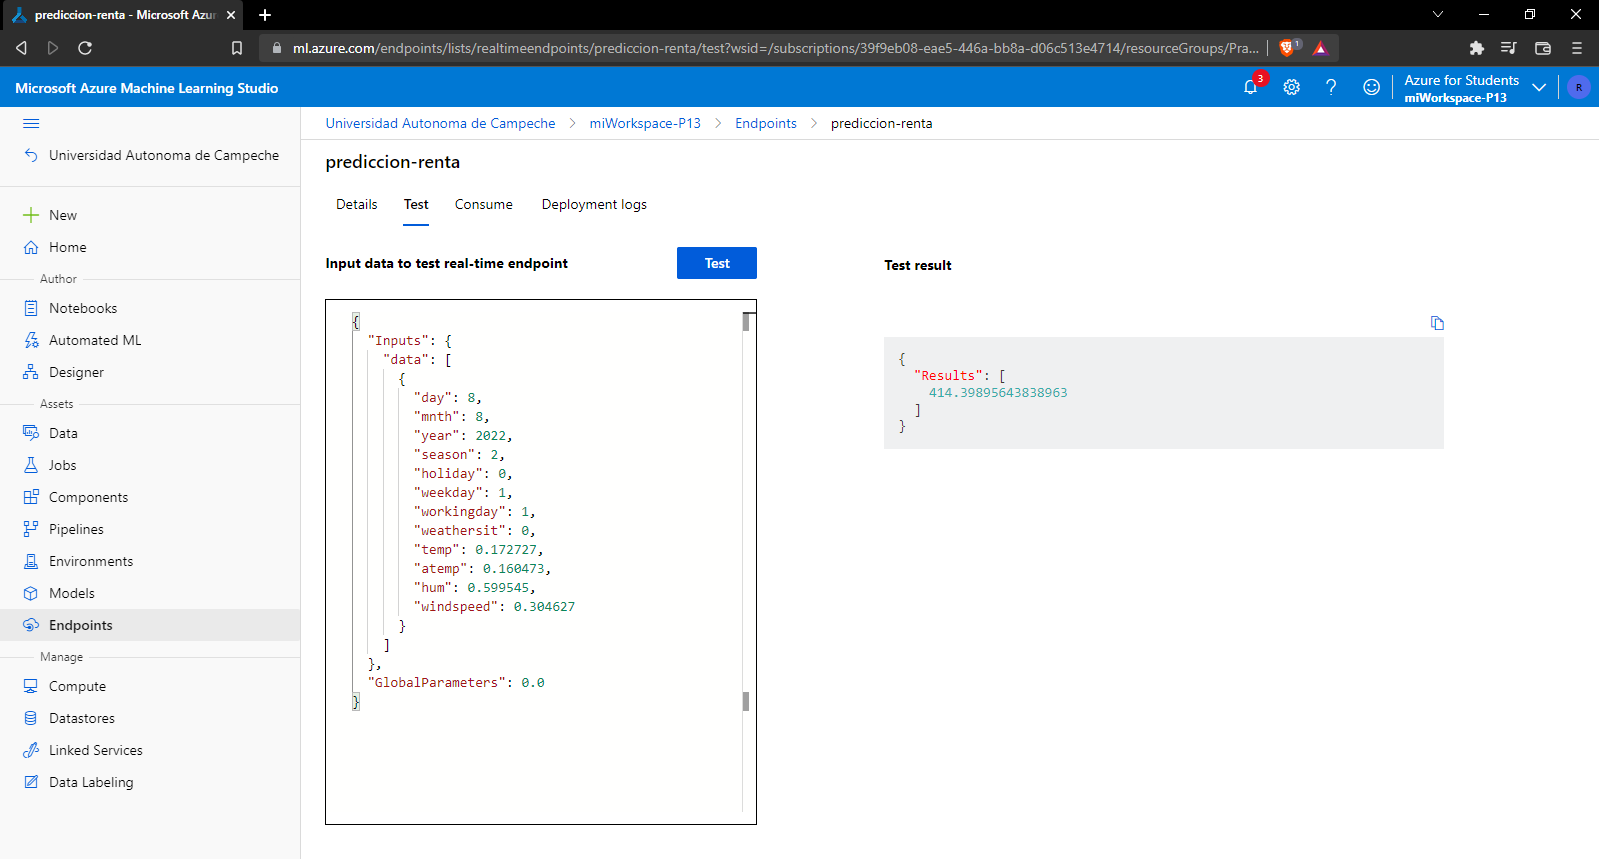 prediccion-renta - Microsoft Azur
ml.azure.com/endpoints/lists/realtimeendpoints/prediccion-renta/test?wsid=/subscriptions/39f9eb08-eae5-446a-bb8a-d06c513e4714/resourceGroups/Pra...
1
Microsoft Azure Machine Learning Studio
3
Azure for Students
miWorkspace-P13
R
Universidad Autonoma de Campeche
New
Home
Author
Notebooks
Automated ML
Designer
Assets
Data
Jobs
Components
Pipelines
Environments
Models
Endpoints
Manage
Compute
Datastores
Linked Services
Data Labeling
Universidad Autonoma de Campeche > miWorkspace-P13 > Endpoints > prediccion-renta
prediccion-renta
Details Test Consume Deployment logs
Input data to test real-time endpoint
Test
{
"Inputs": {
"data": [
{
"day": 8,
"mnth": 8,
"year": 2022,
"season": 2,
"holiday": 0,
"weekday": 1,
"workingday": 1,
"weathersit": 0,
"temp": 0.172727,
"atemp": 0.160473,
"hum": 0.599545,
"windspeed": 0.304627
}
]
},
"GlobalParameters": 0.0
}
Test result
{
"Results": [
414.39895643838963
]
}